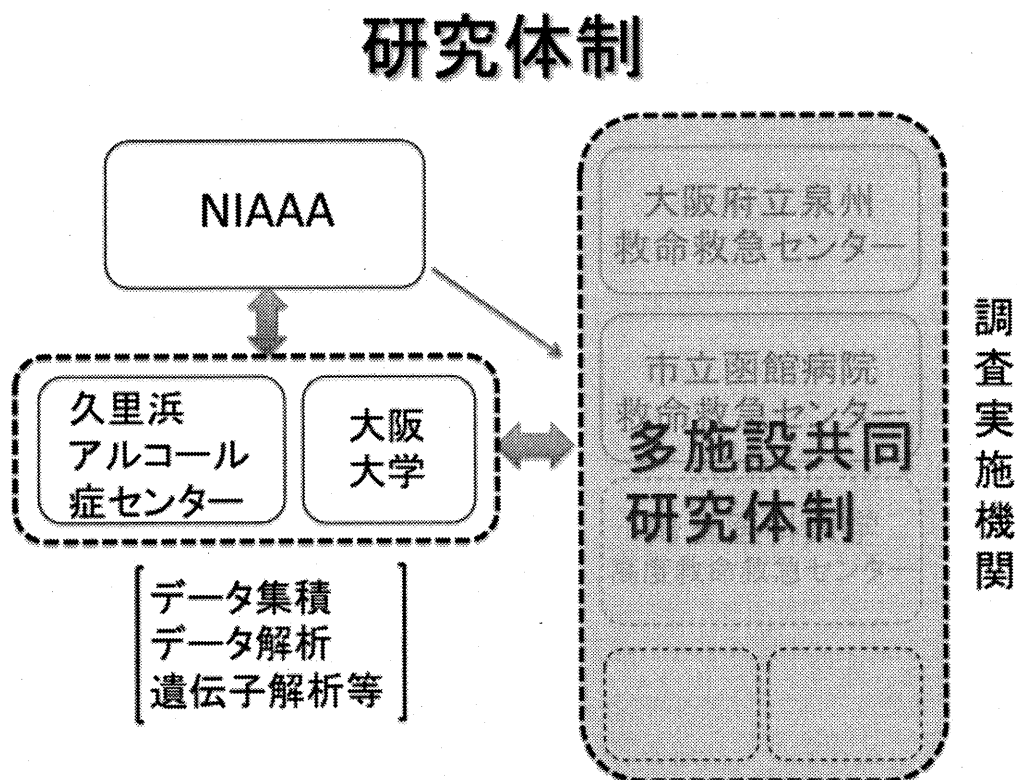 研究体制
NIAAA
久里浜
アルコール
症センター
大阪
大学
データ集積
データ解析
遺伝子解析等
大阪府立泉州
救命救急センター
市立函館病院
救命救急センター
多施設共同
研究体制
調査実施機関